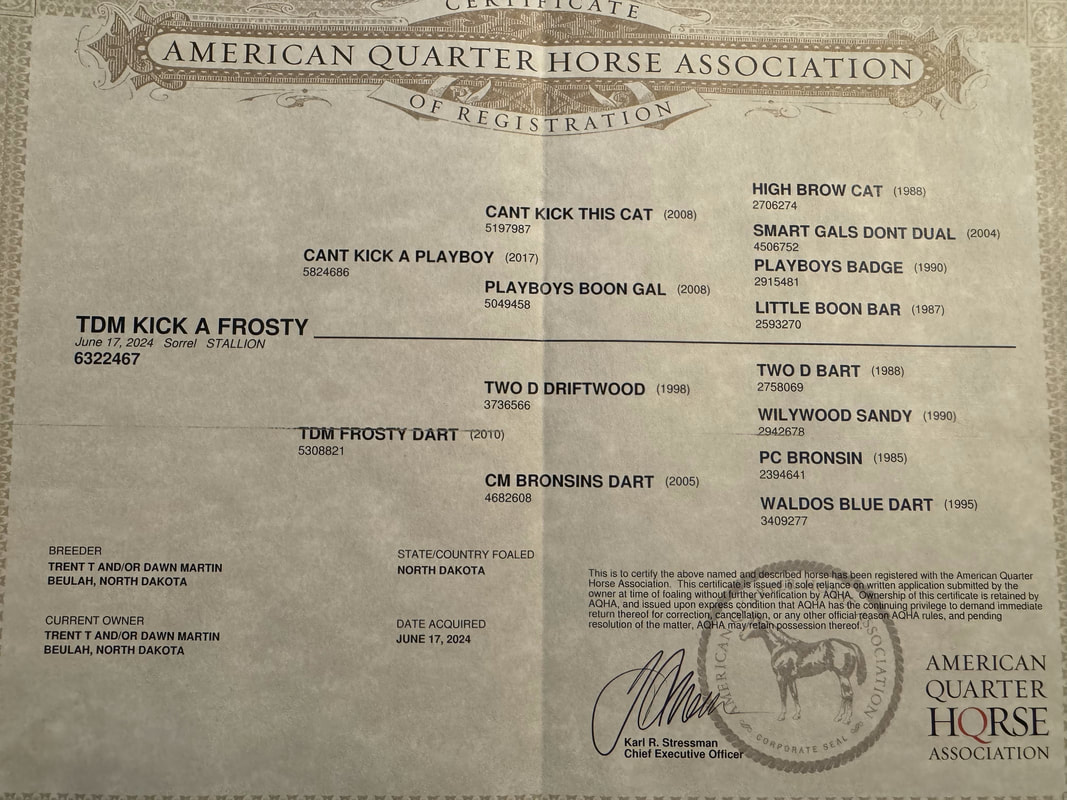 CERTIFICATE
AMERICAN QUARTER HORSE ASSOCIATION
OF REGISTRATION
HIGH BROW CAT (1988)
2706274
CANT KICK THIS CAT (2008)
5197987
SMART GALS DONT DUAL (2004)
4506752
CANT KICK A PLAYBOY (2017)
5824686
PLAYBOYS BADGE (1990)
2915481
PLAYBOYS BOON GAL (2008)
5049458
LITTLE BOON BAR (1987)
2593270
TDM KICK A FROSTY
June 17, 2024 Sorrel STALLION
6322467
TWO D BART (1988)
2758069
TWO D DRIFTWOOD (1998)
3736566
WILYWOOD SANDY (1990)
2942678
TDM FROSTY DART (2010)
5308821
PC BRONSIN (1985)
2394641
CM BRONSINS DART (2005)
4682608
WALDOS BLUE DART (1995)
3409277
BREEDER
TRENT T AND/OR DAWN MARTIN
BEULAH, NORTH DAKOTA
STATE/COUNTRY FOALED
NORTH DAKOTA
CURRENT OWNER
TRENT T AND/OR DAWN MARTIN
BEULAH, NORTH DAKOTA
DATE ACQUIRED
JUNE 17, 2024
This is to certify the above named and described horse has been registered with the American Quarter
Horse Association. This certificate is issued in sole reliance on written application submitted by the
owner at time of foaling without further verification by AQHA. Ownership of this certificate is retained by
AQHA, and issued upon express condition that AQHA has the continuing privilege to demand immediate
return thereof for correction, cancellation, or any other official reason AQHA rules, and pending
resolution of the matter, AQHA may retain possession thereof.
Karl R. Stressman
Chief Executive Officer
CORPORATE SEAL
AMERICAN
QUARTER
HORSE
ASSOCIATION